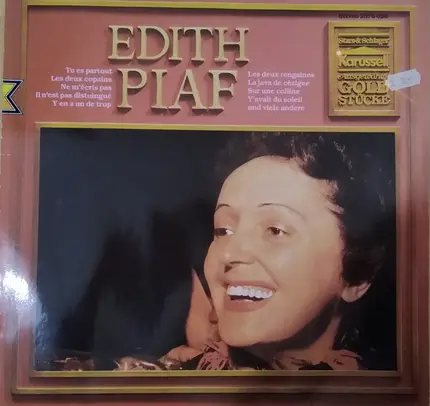 EDITH
PIAF
Tu es partout
Les deux copains
Ne m'écris pas
Il n'est pas distingué
Y en a un de trop
Les deux rengaines
La java de cézigue
Sur une colline
Y'avait du soleil
und viele andere
Stars & Schlager
Karussell
GOLD
STÜCKE